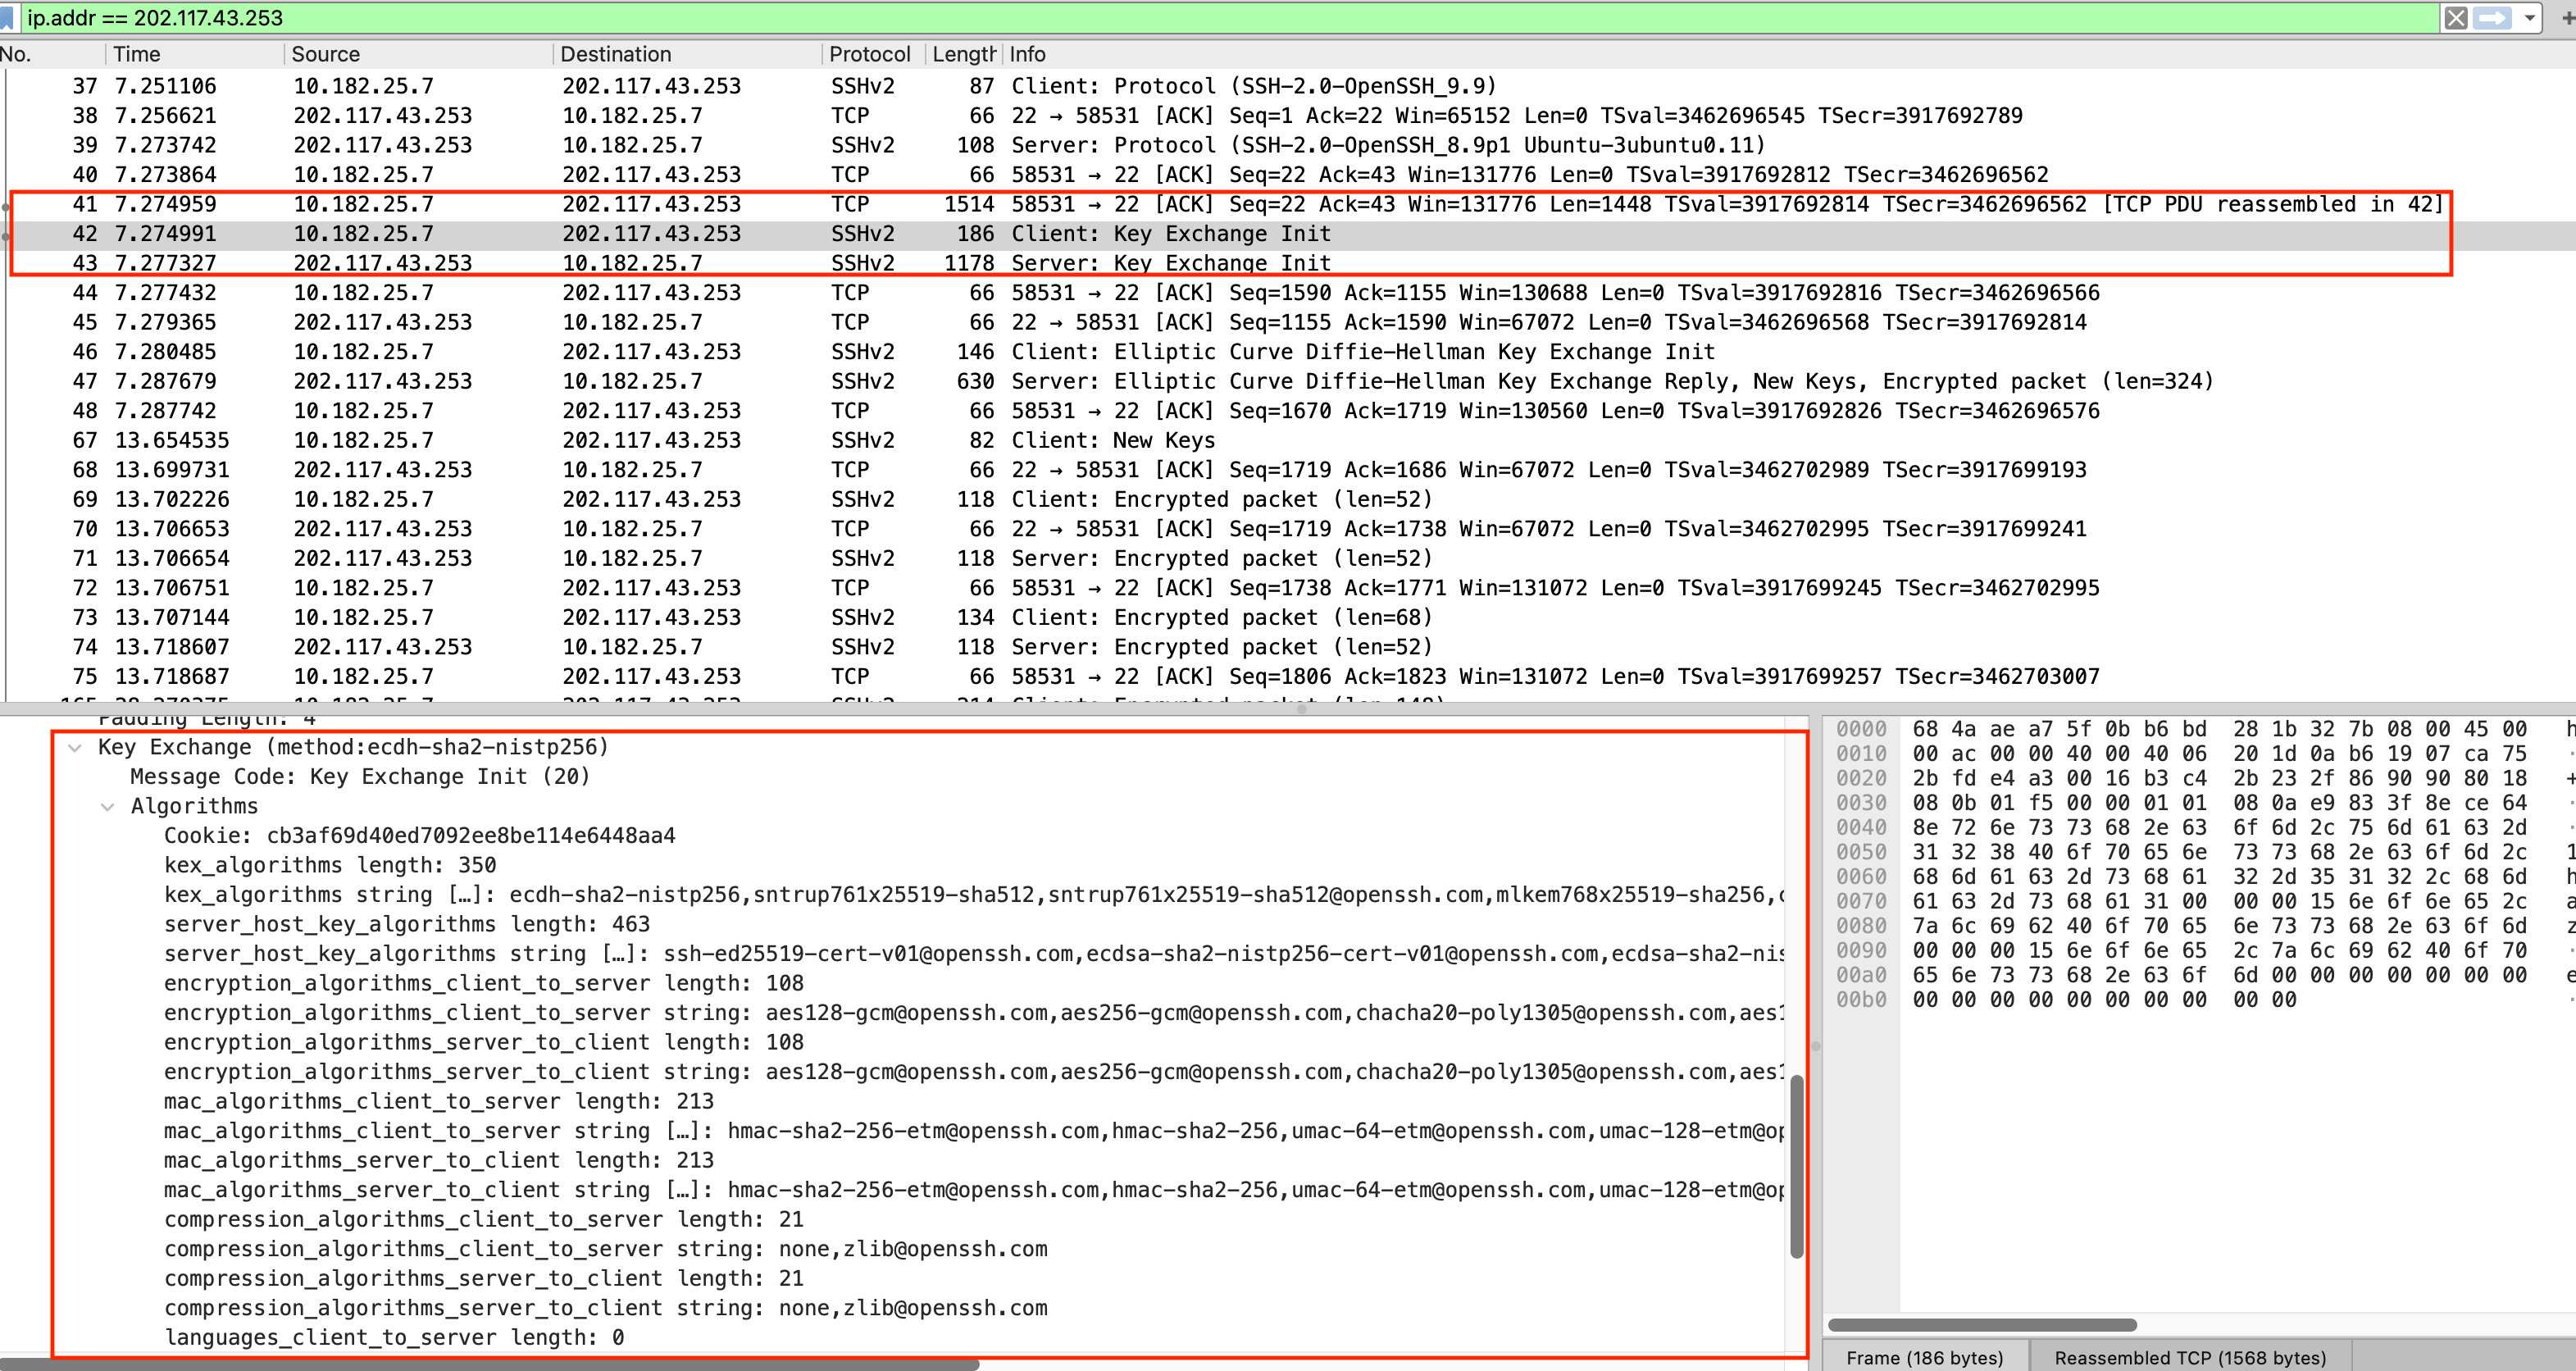 ip.addr == 202.117.43.253
No. Time Source Destination Protocol Length Info
37 7.251106 10.182.25.7 202.117.43.253 SSHv2 87 Client: Protocol (SSH-2.0-OpenSSH_9.9)
38 7.256621 202.117.43.253 10.182.25.7 TCP 66 22 → 58531 [ACK] Seq=1 Ack=22 Win=65152 Len=0 TSval=3462696545 TSecr=3917692789
39 7.273742 202.117.43.253 10.182.25.7 SSHv2 108 Server: Protocol (SSH-2.0-OpenSSH_8.9p1 Ubuntu-3ubuntu0.11)
40 7.273864 10.182.25.7 202.117.43.253 TCP 66 58531 → 22 [ACK] Seq=22 Ack=43 Win=131776 Len=0 TSval=3917692812 TSecr=3462696562
41 7.274959 10.182.25.7 202.117.43.253 TCP 1514 58531 → 22 [ACK] Seq=22 Ack=43 Win=131776 Len=1448 TSval=3917692814 TSecr=3462696562 [TCP PDU reassembled in 42]
42 7.274991 10.182.25.7 202.117.43.253 SSHv2 186 Client: Key Exchange Init
43 7.277327 202.117.43.253 10.182.25.7 SSHv2 1178 Server: Key Exchange Init
44 7.277432 10.182.25.7 202.117.43.253 TCP 66 58531 → 22 [ACK] Seq=1590 Ack=1155 Win=130688 Len=0 TSval=3917692816 TSecr=3462696566
45 7.279365 202.117.43.253 10.182.25.7 TCP 66 22 → 58531 [ACK] Seq=1155 Ack=1590 Win=67072 Len=0 TSval=3462696568 TSecr=3917692814
46 7.280485 10.182.25.7 202.117.43.253 SSHv2 146 Client: Elliptic Curve Diffie-Hellman Key Exchange Init
47 7.287679 202.117.43.253 10.182.25.7 SSHv2 630 Server: Elliptic Curve Diffie-Hellman Key Exchange Reply, New Keys, Encrypted packet (len=324)
48 7.287742 10.182.25.7 202.117.43.253 TCP 66 58531 → 22 [ACK] Seq=1670 Ack=1719 Win=130560 Len=0 TSval=3917692826 TSecr=3462696576
67 13.654535 10.182.25.7 202.117.43.253 SSHv2 82 Client: New Keys
68 13.699731 202.117.43.253 10.182.25.7 TCP 66 22 → 58531 [ACK] Seq=1719 Ack=1686 Win=67072 Len=0 TSval=3462702989 TSecr=3917699193
69 13.702226 10.182.25.7 202.117.43.253 SSHv2 118 Client: Encrypted packet (len=52)
70 13.706653 202.117.43.253 10.182.25.7 TCP 66 22 → 58531 [ACK] Seq=1719 Ack=1738 Win=67072 Len=0 TSval=3462702995 TSecr=3917699241
71 13.706654 202.117.43.253 10.182.25.7 SSHv2 118 Server: Encrypted packet (len=52)
72 13.706751 10.182.25.7 202.117.43.253 TCP 66 58531 → 22 [ACK] Seq=1738 Ack=1771 Win=131072 Len=0 TSval=3917699245 TSecr=3462702995
73 13.707144 10.182.25.7 202.117.43.253 SSHv2 134 Client: Encrypted packet (len=68)
74 13.718607 202.117.43.253 10.182.25.7 SSHv2 118 Server: Encrypted packet (len=52)
75 13.718687 10.182.25.7 202.117.43.253 TCP 66 58531 → 22 [ACK] Seq=1806 Ack=1823 Win=131072 Len=0 TSval=3917699257 TSecr=3462703007
Padding Length: 4
Key Exchange (method:ecdh-sha2-nistp256)
Message Code: Key Exchange Init (20)
Algorithms
Cookie: cb3af69d40ed7092ee8be114e6448aa4
kex_algorithms length: 350
kex_algorithms string […]: ecdh-sha2-nistp256,sntrup761x25519-sha512,sntrup761x25519-sha512@openssh.com,mlkem768x25519-sha256,
server_host_key_algorithms length: 463
server_host_key_algorithms string […]: ssh-ed25519-cert-v01@openssh.com,ecdsa-sha2-nistp256-cert-v01@openssh.com,ecdsa-sha2-nis
encryption_algorithms_client_to_server length: 108
encryption_algorithms_client_to_server string: aes128-gcm@openssh.com,aes256-gcm@openssh.com,chacha20-poly1305@openssh.com,aes1
encryption_algorithms_server_to_client length: 108
encryption_algorithms_server_to_client string: aes128-gcm@openssh.com,aes256-gcm@openssh.com,chacha20-poly1305@openssh.com,aes1
mac_algorithms_client_to_server length: 213
mac_algorithms_client_to_server string […]: hmac-sha2-256-etm@openssh.com,hmac-sha2-256,umac-64-etm@openssh.com,umac-128-etm@op
mac_algorithms_server_to_client length: 213
mac_algorithms_server_to_client string […]: hmac-sha2-256-etm@openssh.com,hmac-sha2-256,umac-64-etm@openssh.com,umac-128-etm@op
compression_algorithms_client_to_server length: 21
compression_algorithms_client_to_server string: none,zlib@openssh.com
compression_algorithms_server_to_client length: 21
compression_algorithms_server_to_client string: none,zlib@openssh.com
languages_client_to_server length: 0
0000 68 4a ae a7 5f 0b b6 bd 28 1b 32 7b 08 00 45 00 h
0010 00 ac 00 00 40 00 40 06 20 1d 0a b6 19 07 ca 75 ·
0020 2b fd e4 a3 00 16 b3 c4 2b 23 2f 86 90 90 80 18 +
0030 08 0b 01 f5 00 00 01 01 08 0a e9 83 3f 8e ce 64 ·
0040 8e 72 6e 73 73 68 2e 63 6f 6d 2c 75 6d 61 63 2d ·
0050 31 32 38 40 6f 70 65 6e 73 73 68 2e 63 6f 6d 2c 1
0060 68 6d 61 63 2d 73 68 61 32 2d 35 31 32 2c 68 6d h
0070 61 63 2d 73 68 61 31 00 00 00 15 6e 6f 6e 65 2c a
0080 7a 6c 69 62 40 6f 70 65 6e 73 73 68 2e 63 6f 6d z
0090 00 00 00 15 6e 6f 6e 65 2c 7a 6c 69 62 40 6f 70 ·
00a0 65 6e 73 73 68 2e 63 6f 6d 00 00 00 00 00 00 00 e
00b0 00 00 00 00 00 00 00 00 00 00 ·
Frame (186 bytes) Reassembled TCP (1568 bytes)